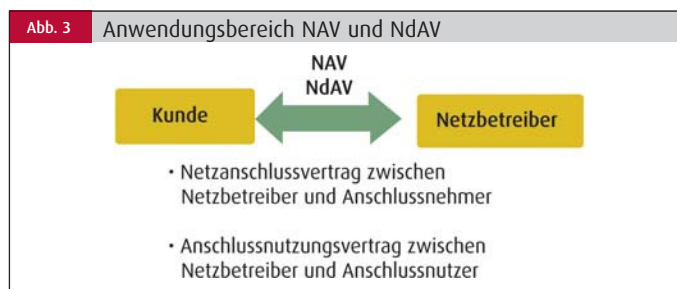 Abb. 3 Anwendungsbereich NAV und NdAV
NAV
NdAV
Kunde
Netzbetreiber
· Netzanschlussvertrag zwischen
Netzbetreiber und Anschlussnehmer
· Anschlussnutzungsvertrag zwischen
Netzbetreiber und Anschlussnutzer